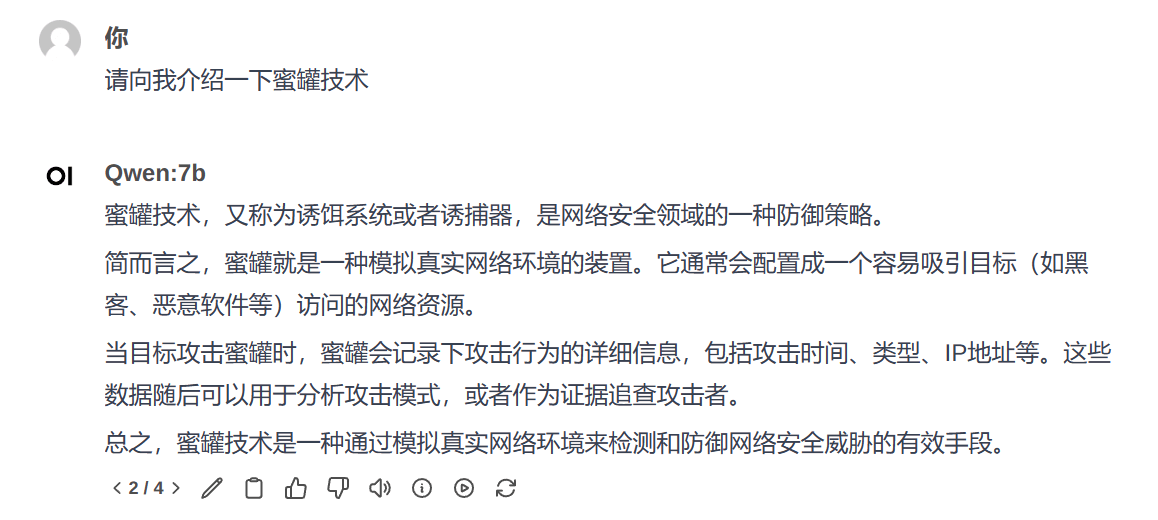 你
请向我介绍一下蜜罐技术
OI
Qwen:7b
蜜罐技术，又称为诱饵系统或者诱捕器，是网络安全领域的一种防御策略。
简而言之，蜜罐就是一种模拟真实网络环境的装置。它通常会配置成一个容易吸引目标（如黑
客、恶意软件等）访问的网络资源。
当目标攻击蜜罐时，蜜罐会记录下攻击行为的详细信息，包括攻击时间、类型、IP地址等。这些
数据随后可以用于分析攻击模式，或者作为证据追查攻击者。
总之，蜜罐技术是一种通过模拟真实网络环境来检测和防御网络安全威胁的有效手段。
2 / 4